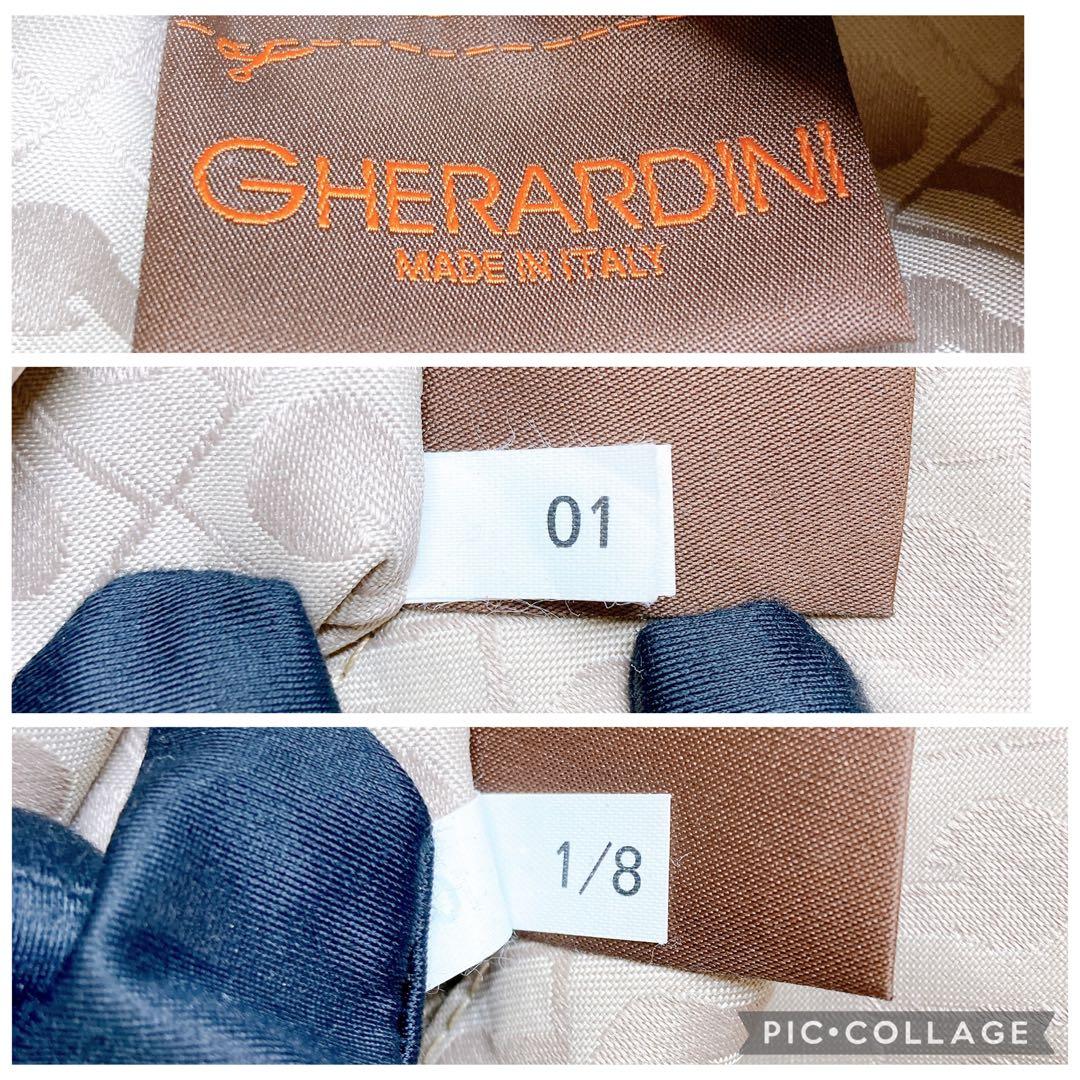 GHERARDINI
MADE IN ITALY
01
1/8
PIC•COLLAGE